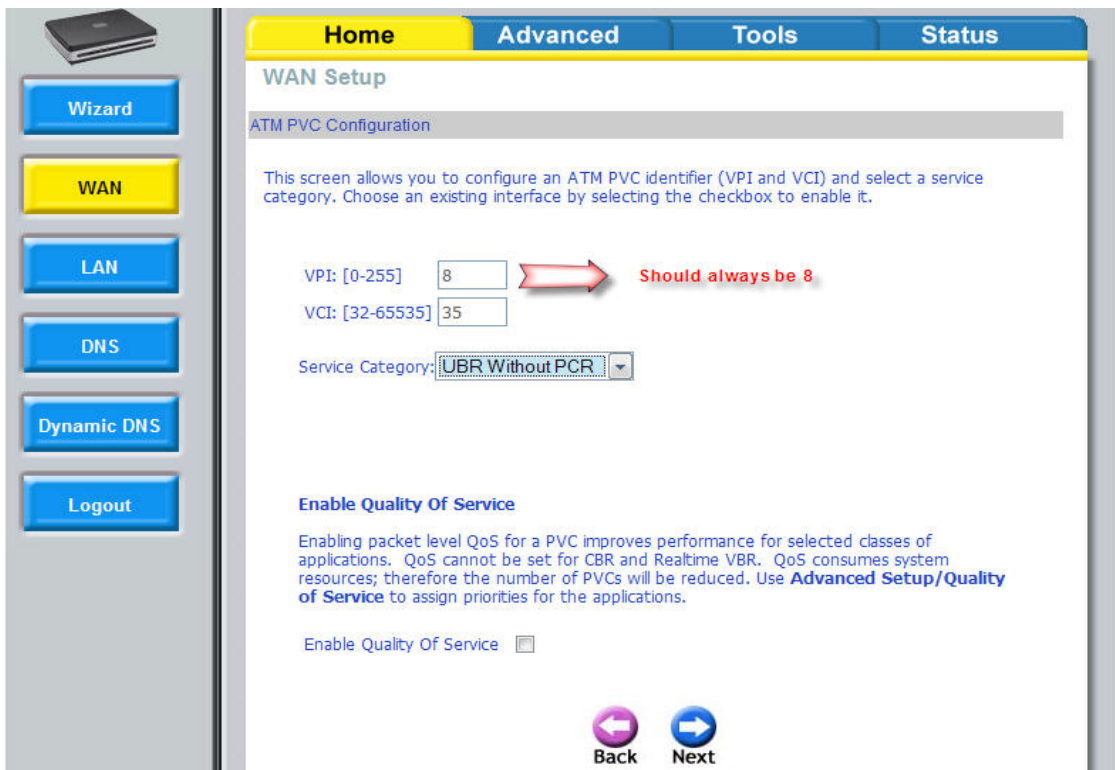 Home Advanced Tools Status
Wizard
WAN
LAN
DNS
Dynamic DNS
Logout
WAN Setup
ATM PVC Configuration
This screen allows you to configure an ATM PVC identifier (VPI and VCI) and select a service
category. Choose an existing interface by selecting the checkbox to enable it.
VPI: [0-255] 8 Should always be 8
VCI: [32-65535] 35
Service Category: UBR Without PCR
Enable Quality Of Service
Enabling packet level QoS for a PVC improves performance for selected classes of
applications. QoS cannot be set for CBR and Realtime VBR. QoS consumes system
resources; therefore the number of PVCs will be reduced. Use Advanced Setup/Quality
of Service to assign priorities for the applications.
Enable Quality Of Service
Back Next